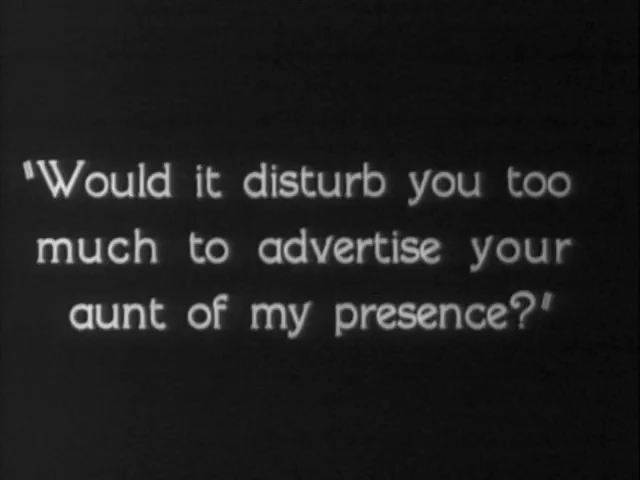 "Would it disturb you too
much to advertise your
aunt of my presence?"